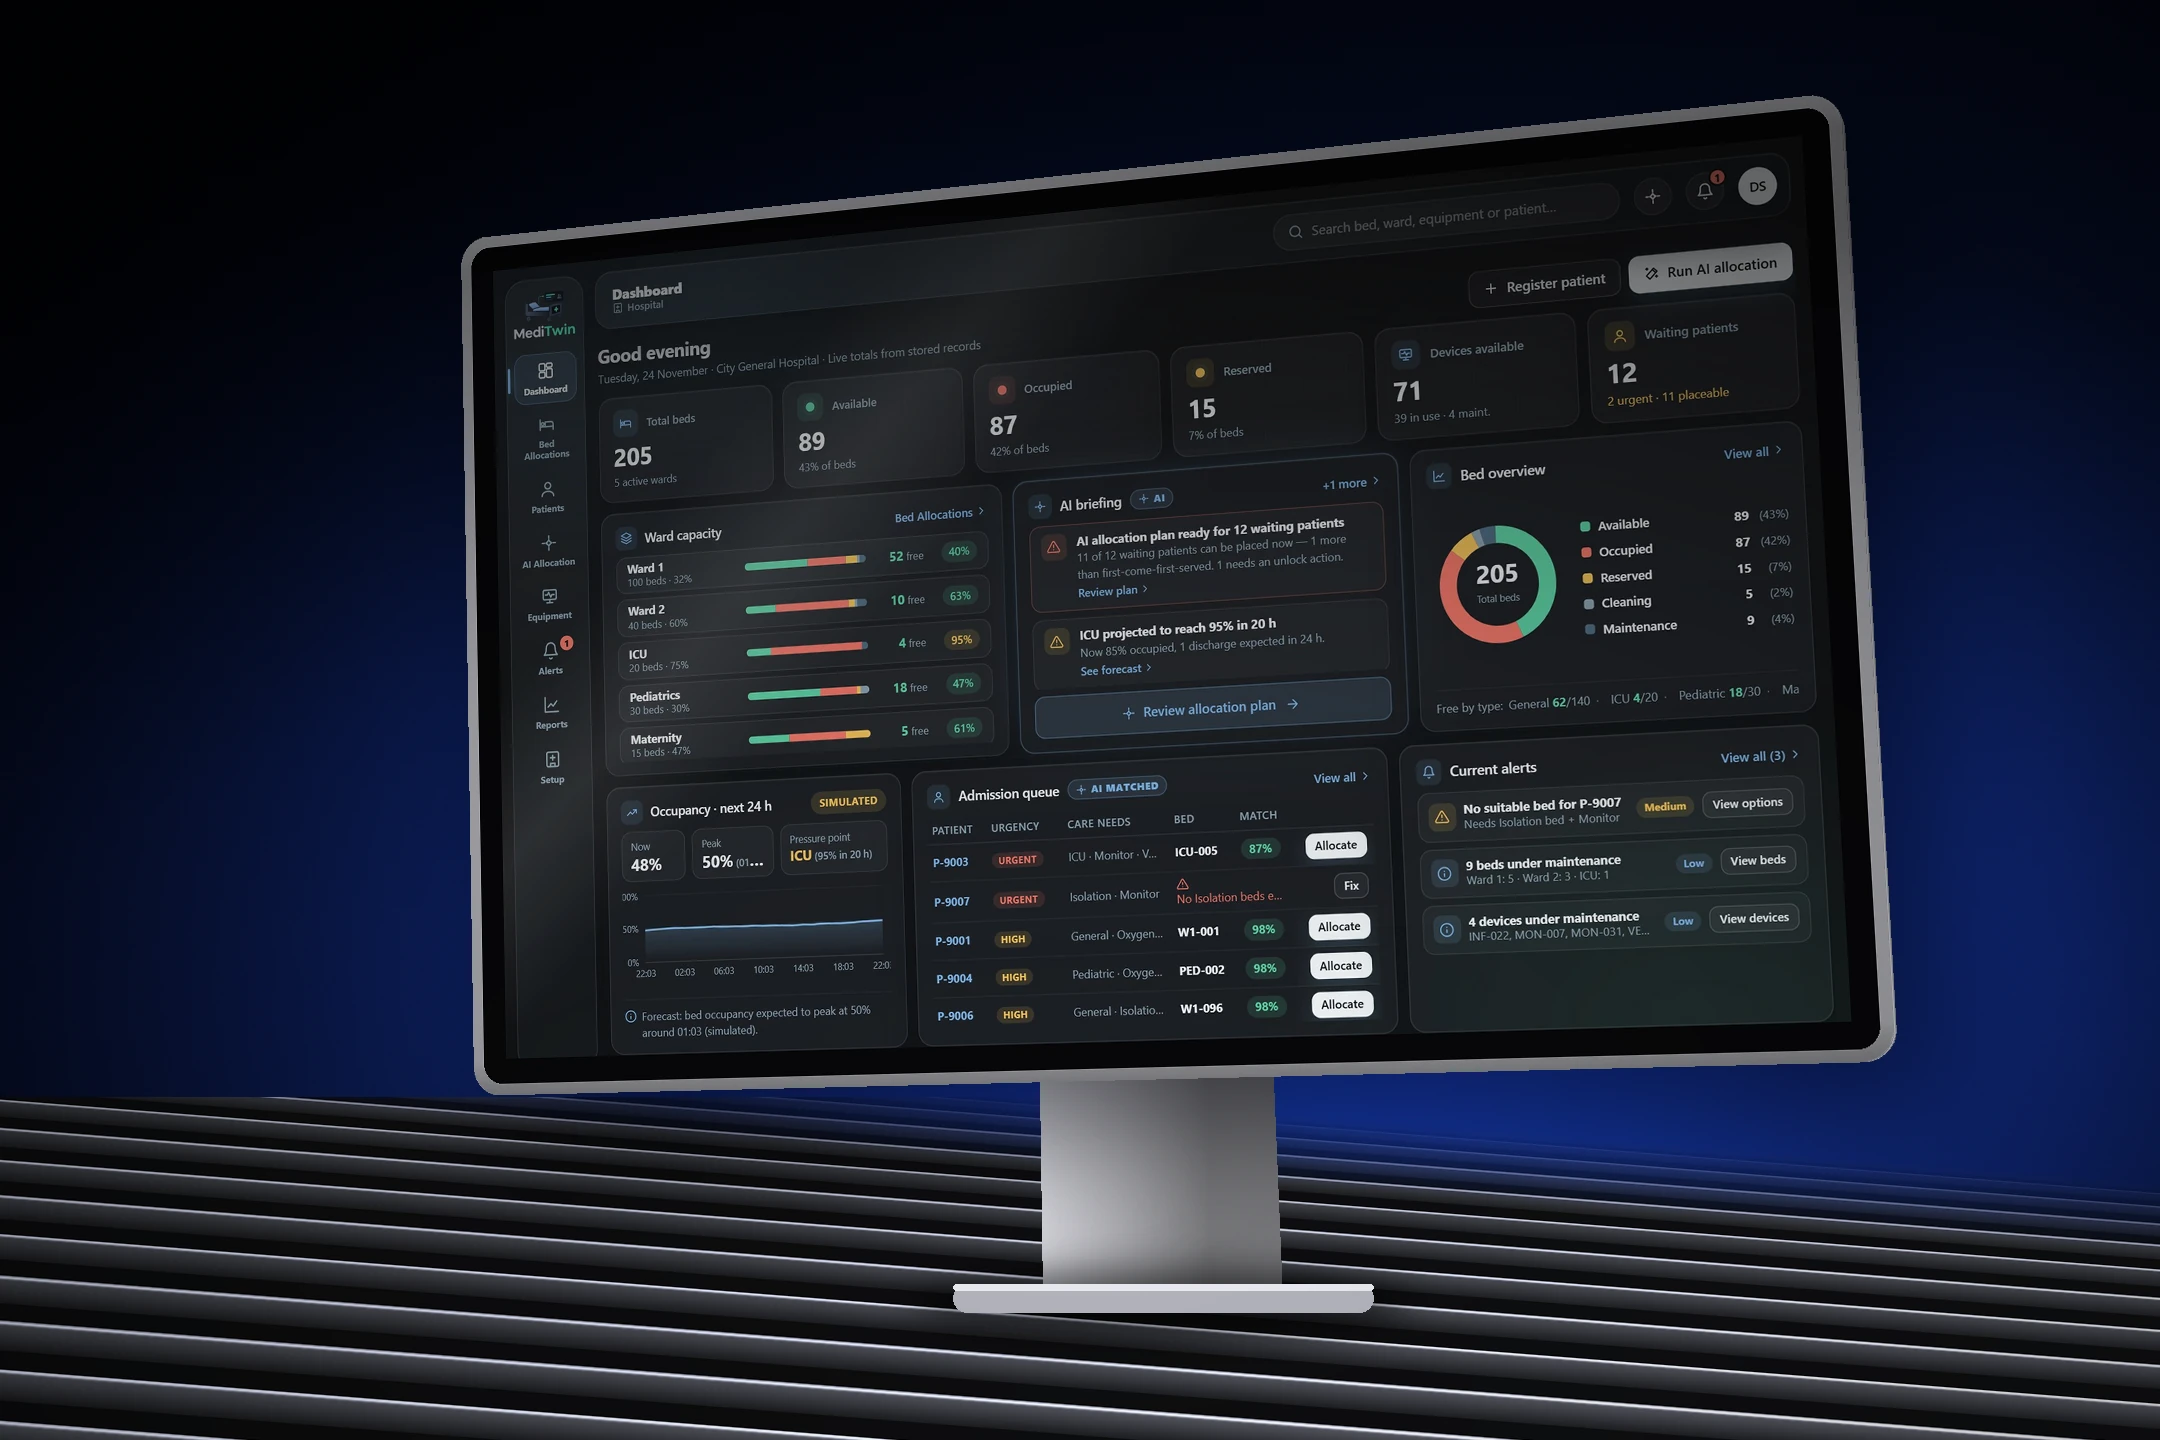 Search bed, ward, equipment or patient...
1
DS
MediTwin
Dashboard
Hospital
Register patient
Run AI allocation
Good evening
Tuesday, 24 November · City General Hospital · Live totals from stored records
Dashboard
Bed
Allocations
Patients
AI Allocation
Equipment
1
Alerts
Reports
Setup
Total beds
205
5 active wards
Available
89
43% of beds
Occupied
87
42% of beds
Reserved
15
7% of beds
Devices available
71
39 in use · 4 maint.
Waiting patients
12
2 urgent · 11 placeable
Ward capacity
Bed Allocations >
Ward 1
100 beds · 32%
52 free
40%
Ward 2
40 beds · 60%
10 free
63%
ICU
20 beds · 75%
4 free
95%
Pediatrics
30 beds · 30%
18 free
47%
Maternity
15 beds · 47%
5 free
61%
AI briefing
AI
+1 more >
AI allocation plan ready for 12 waiting patients
11 of 12 waiting patients can be placed now — 1 more
than first-come-first-served. 1 needs an unlock action.
Review plan >
ICU projected to reach 95% in 20 h
Now 85% occupied, 1 discharge expected in 24 h.
See forecast >
Review allocation plan →
Bed overview
View all >
205
Total beds
Available 89 (43%)
Occupied 87 (42%)
Reserved 15 (7%)
Cleaning 5 (2%)
Maintenance 9 (4%)
Free by type: General 62/140 · ICU 4/20 · Pediatric 18/30 · Ma
Occupancy · next 24 h
SIMULATED
Now
48%
Peak
50% (01...
Pressure point
ICU (95% in 20 h)
00%
50%
0%
22:03 02:03 06:03 10:03 14:03 18:03 22:0
Forecast: bed occupancy expected to peak at 50%
around 01:03 (simulated).
Admission queue
AI MATCHED
View all >
PATIENT URGENCY CARE NEEDS BED MATCH
P-9003 URGENT ICU · Monitor · V... ICU-005 87% Allocate
P-9007 URGENT Isolation · Monitor No Isolation beds e... Fix
P-9001 HIGH General · Oxygen... W1-001 98% Allocate
P-9004 HIGH Pediatric · Oxyge... PED-002 98% Allocate
P-9006 HIGH General · Isolatio... W1-096 98% Allocate
Current alerts
View all (3) >
No suitable bed for P-9007
Needs Isolation bed + Monitor
Medium
View options
9 beds under maintenance
Ward 1: 5 · Ward 2: 3 · ICU: 1
Low
View beds
4 devices under maintenance
INF-022, MON-007, MON-031, VE...
Low
View devices